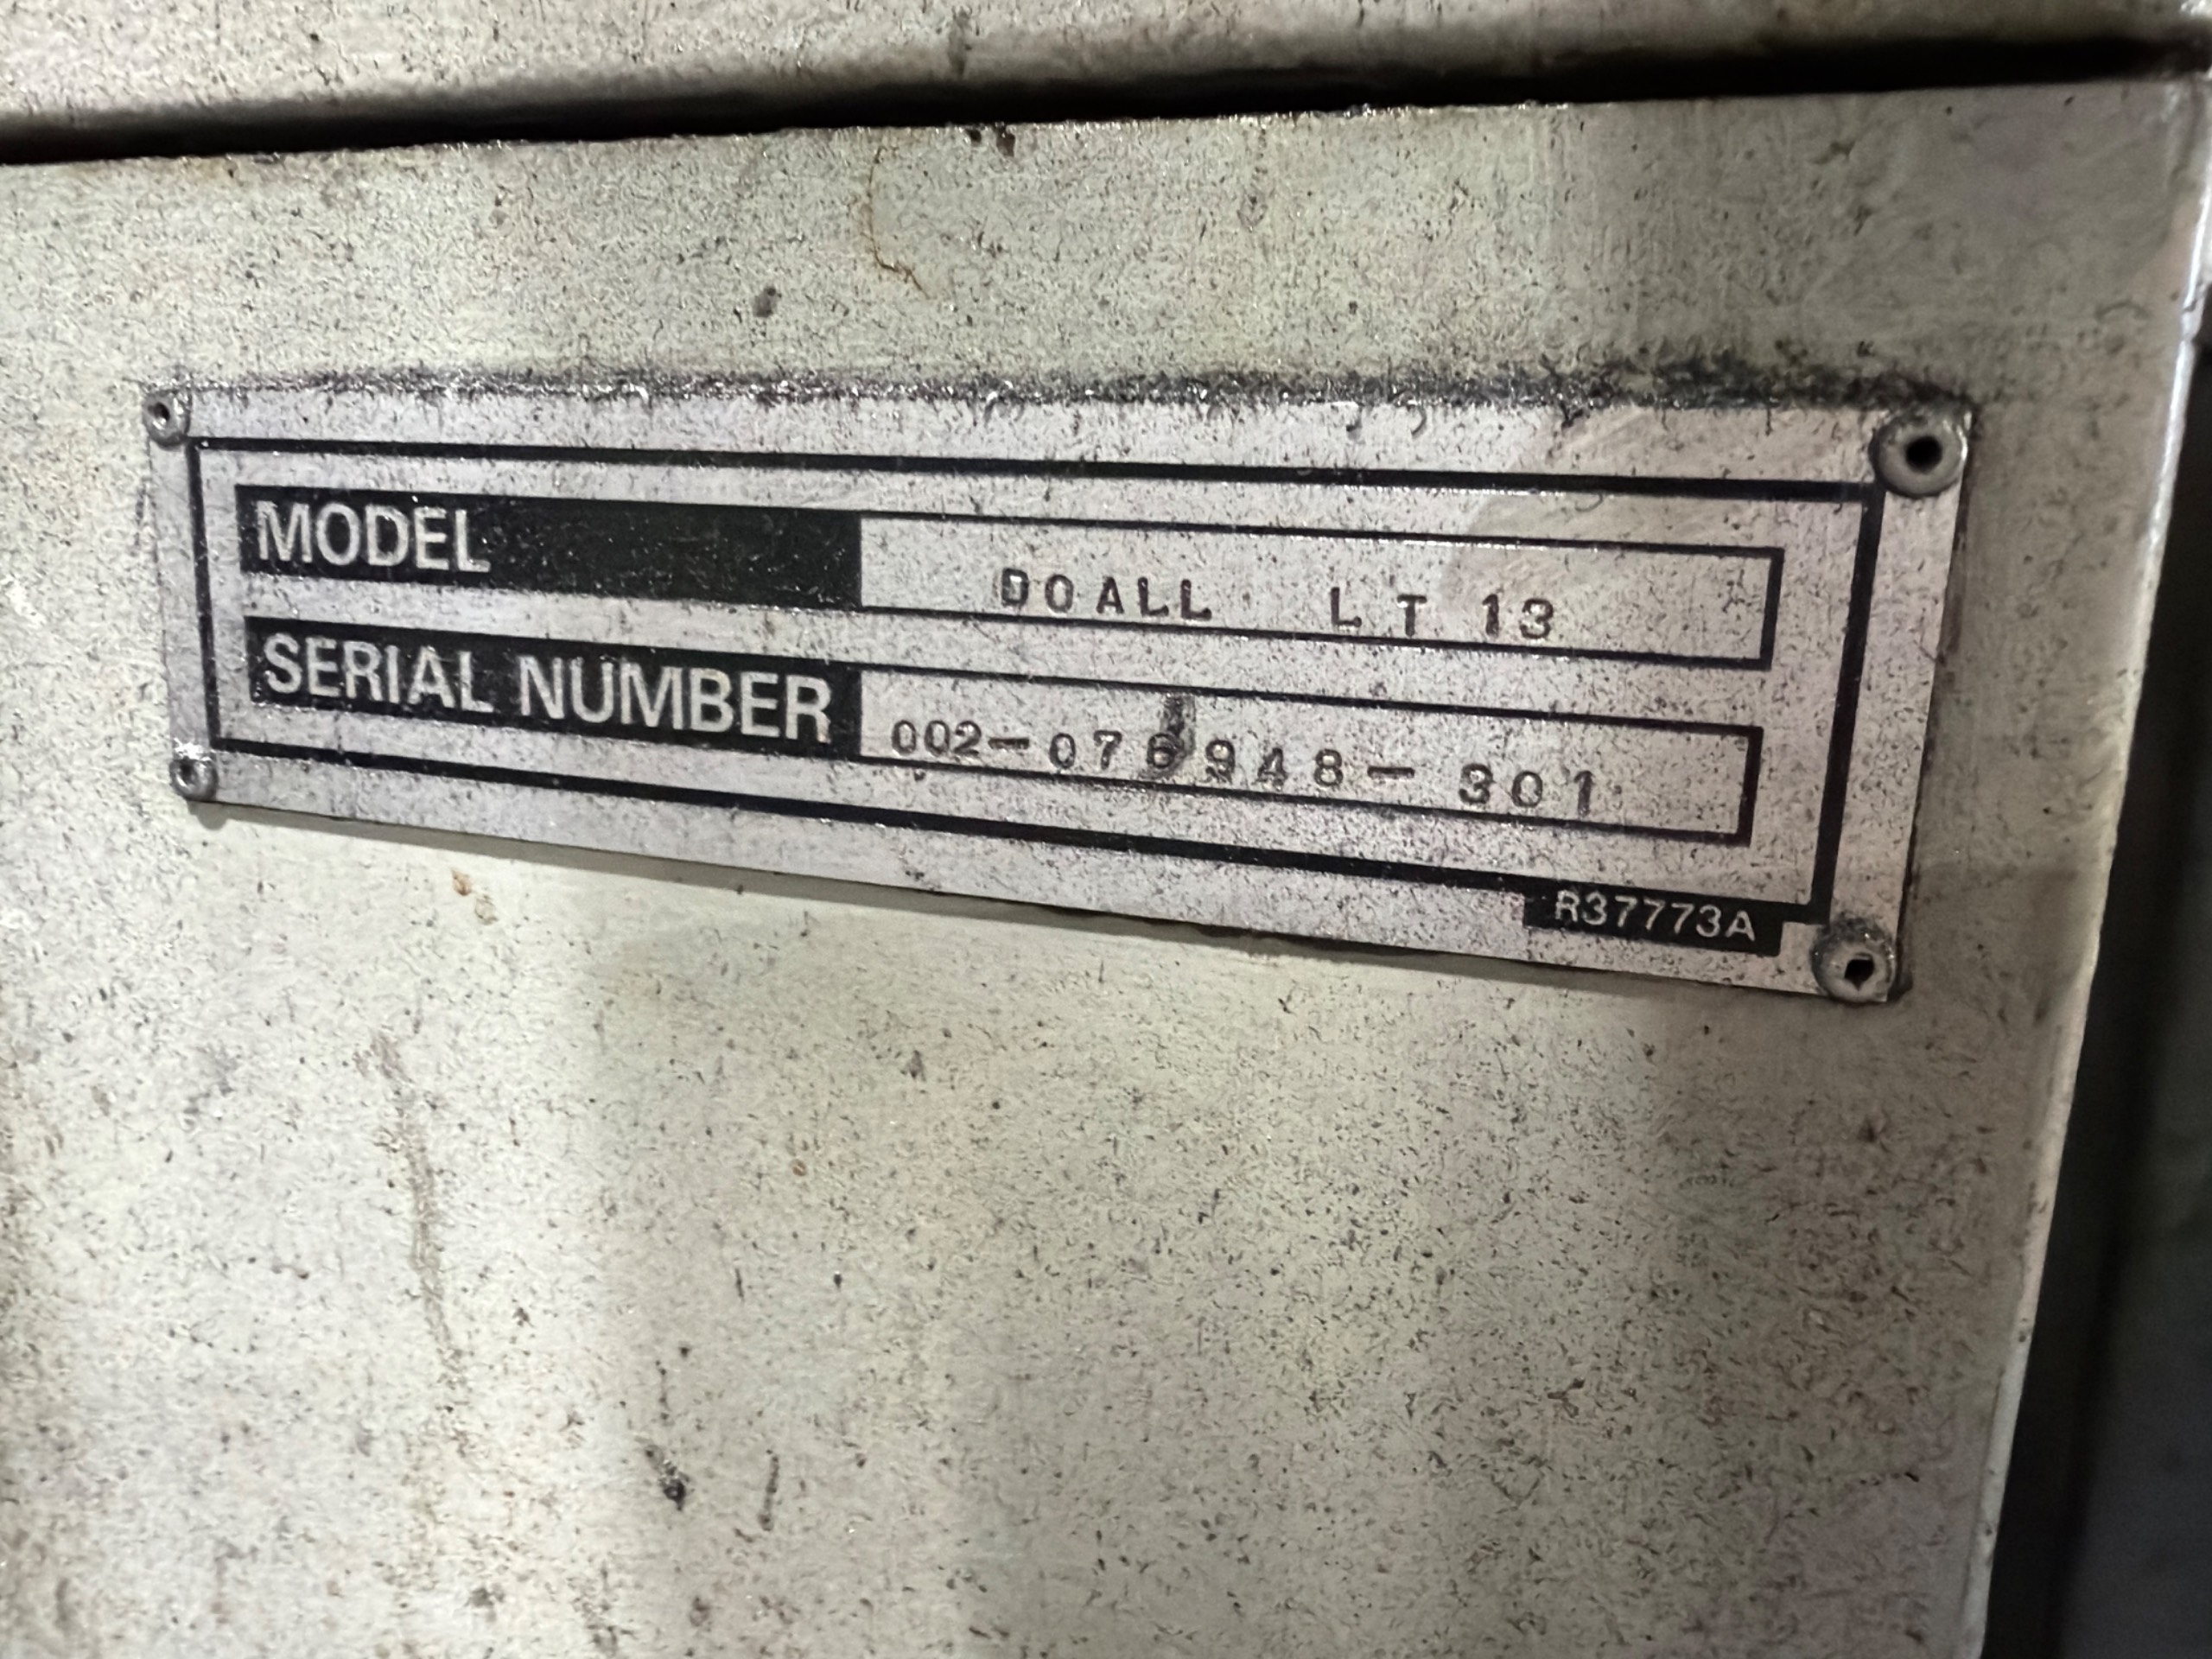 MODEL DOALL LT 13
SERIAL NUMBER 002-076948-301
R37773A